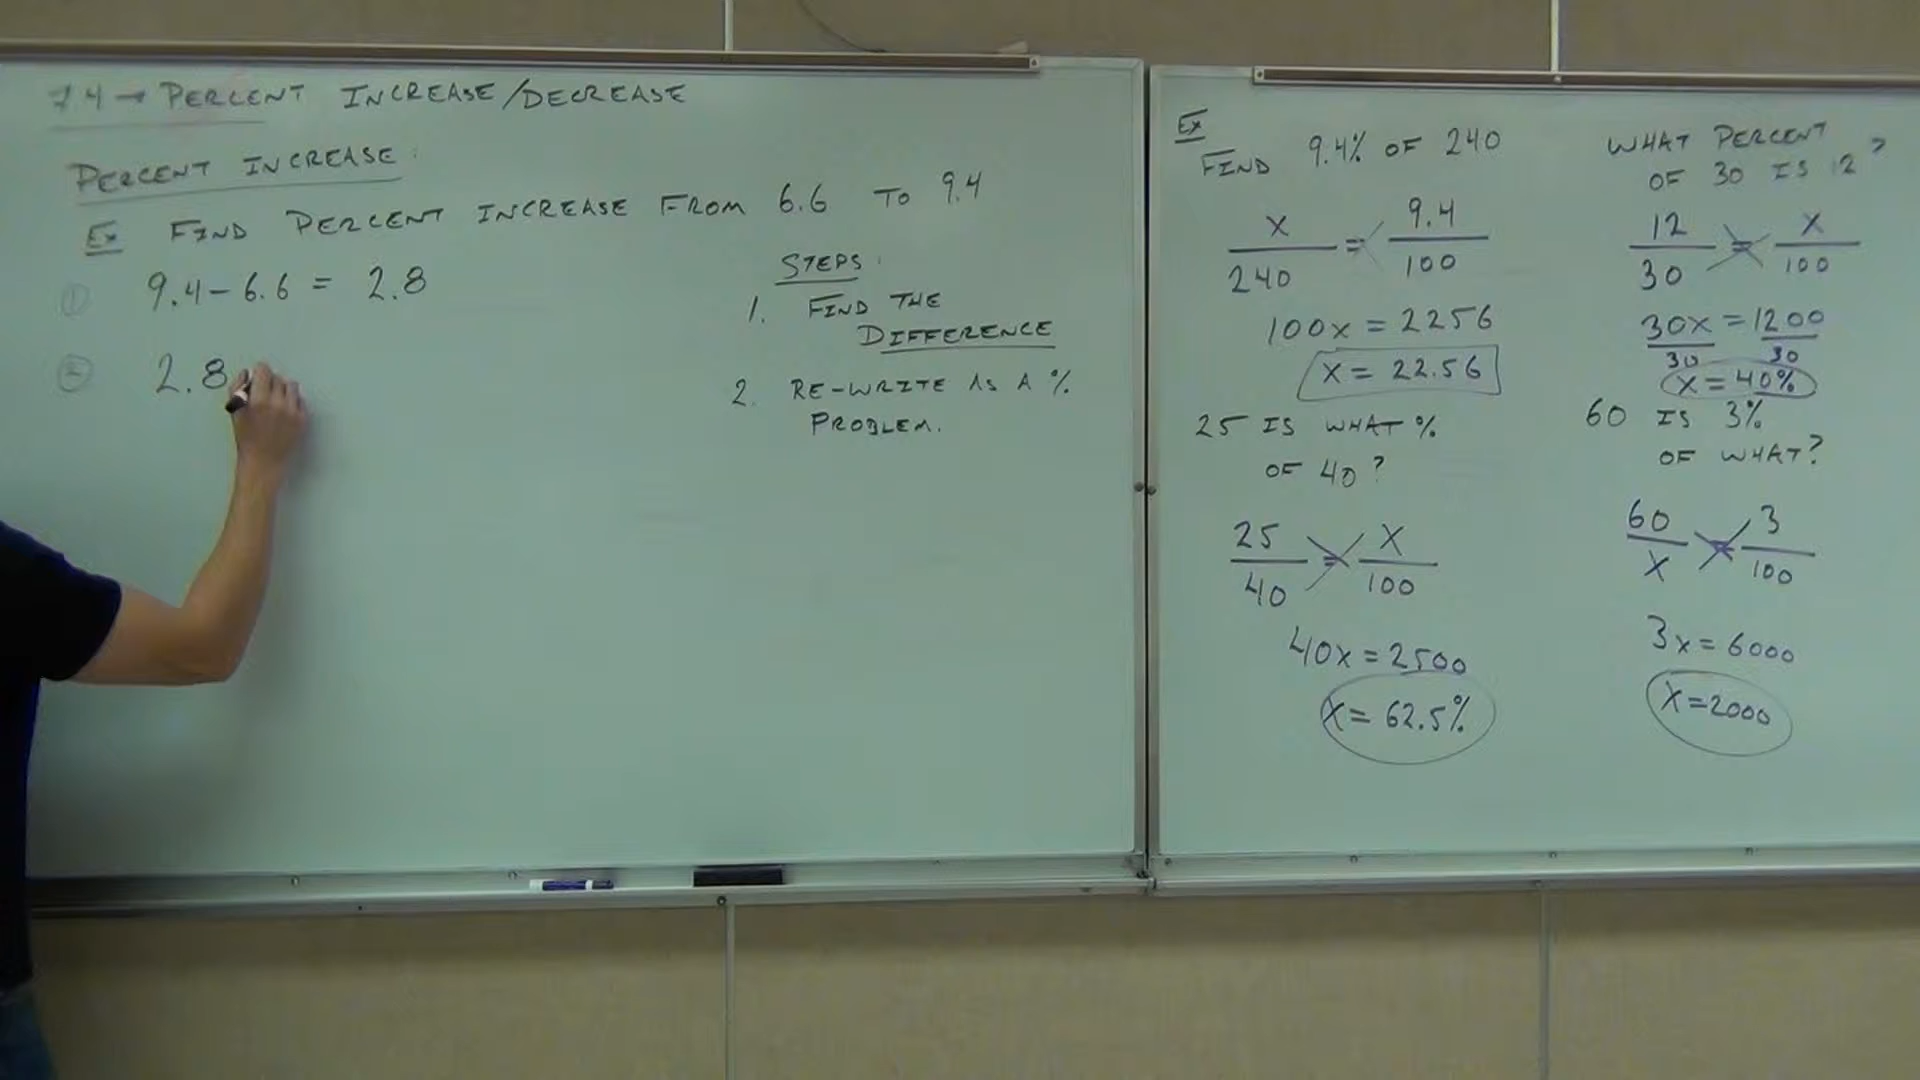 7.4 → PERCENT INCREASE/DECREASE
PERCENT INCREASE:
Ex FIND PERCENT INCREASE FROM 6.6 TO 9.4
① 9.4 - 6.6 = 2.8
② 2.8
STEPS:
1. FIND THE
DIFFERENCE
2. RE-WRITE AS A %
PROBLEM.
Ex
FIND 9.4% OF 240
x/240 = 9.4/100
100x = 2256
x = 22.56
25 IS WHAT %
OF 40?
25/40 = x/100
40x = 2500
x = 62.5%
WHAT PERCENT
OF 30 IS 12?
12/30 = x/100
30x = 1200
30 30
x = 40%
60 IS 3%
OF WHAT?
60/x = 3/100
3x = 6000
x = 2000